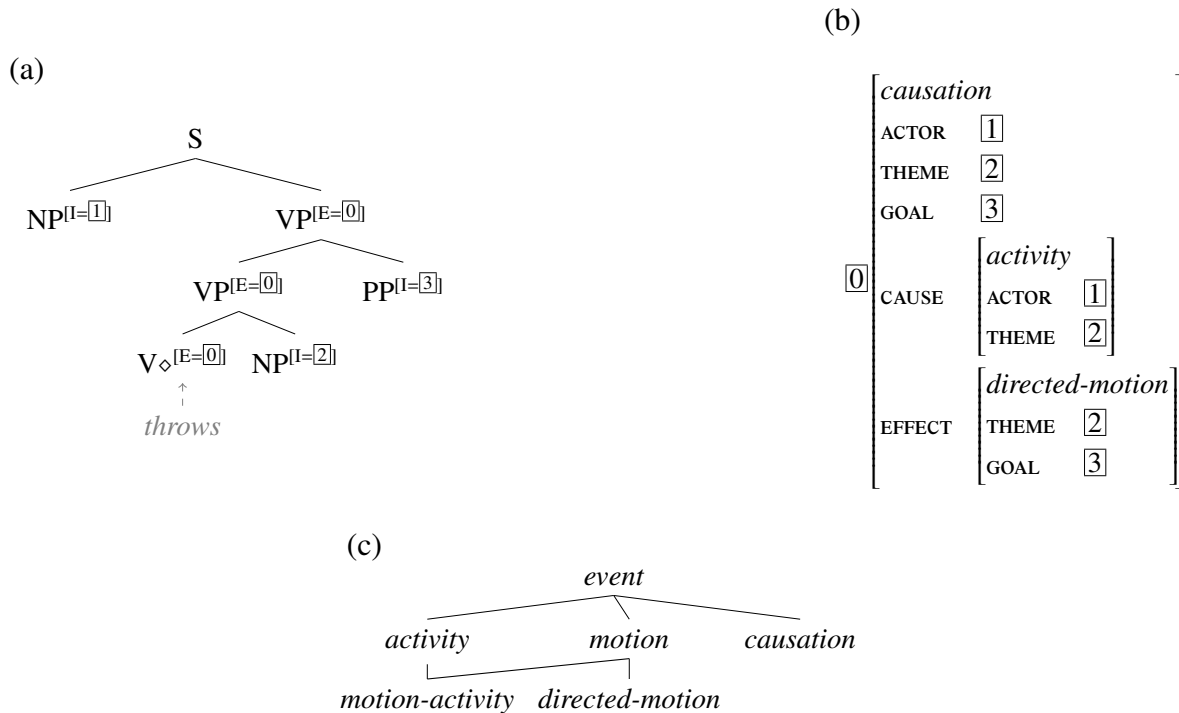 (a)
S
NP[I=1] VP[E=0]
VP[E=0] PP[I=3]
V◇[E=0] NP[I=2]
throws
(b)
0
causation
ACTOR 1
THEME 2
GOAL 3
CAUSE
activity
ACTOR 1
THEME 2
EFFECT
directed-motion
THEME 2
GOAL 3
(c)
event
activity motion causation
motion-activity directed-motion